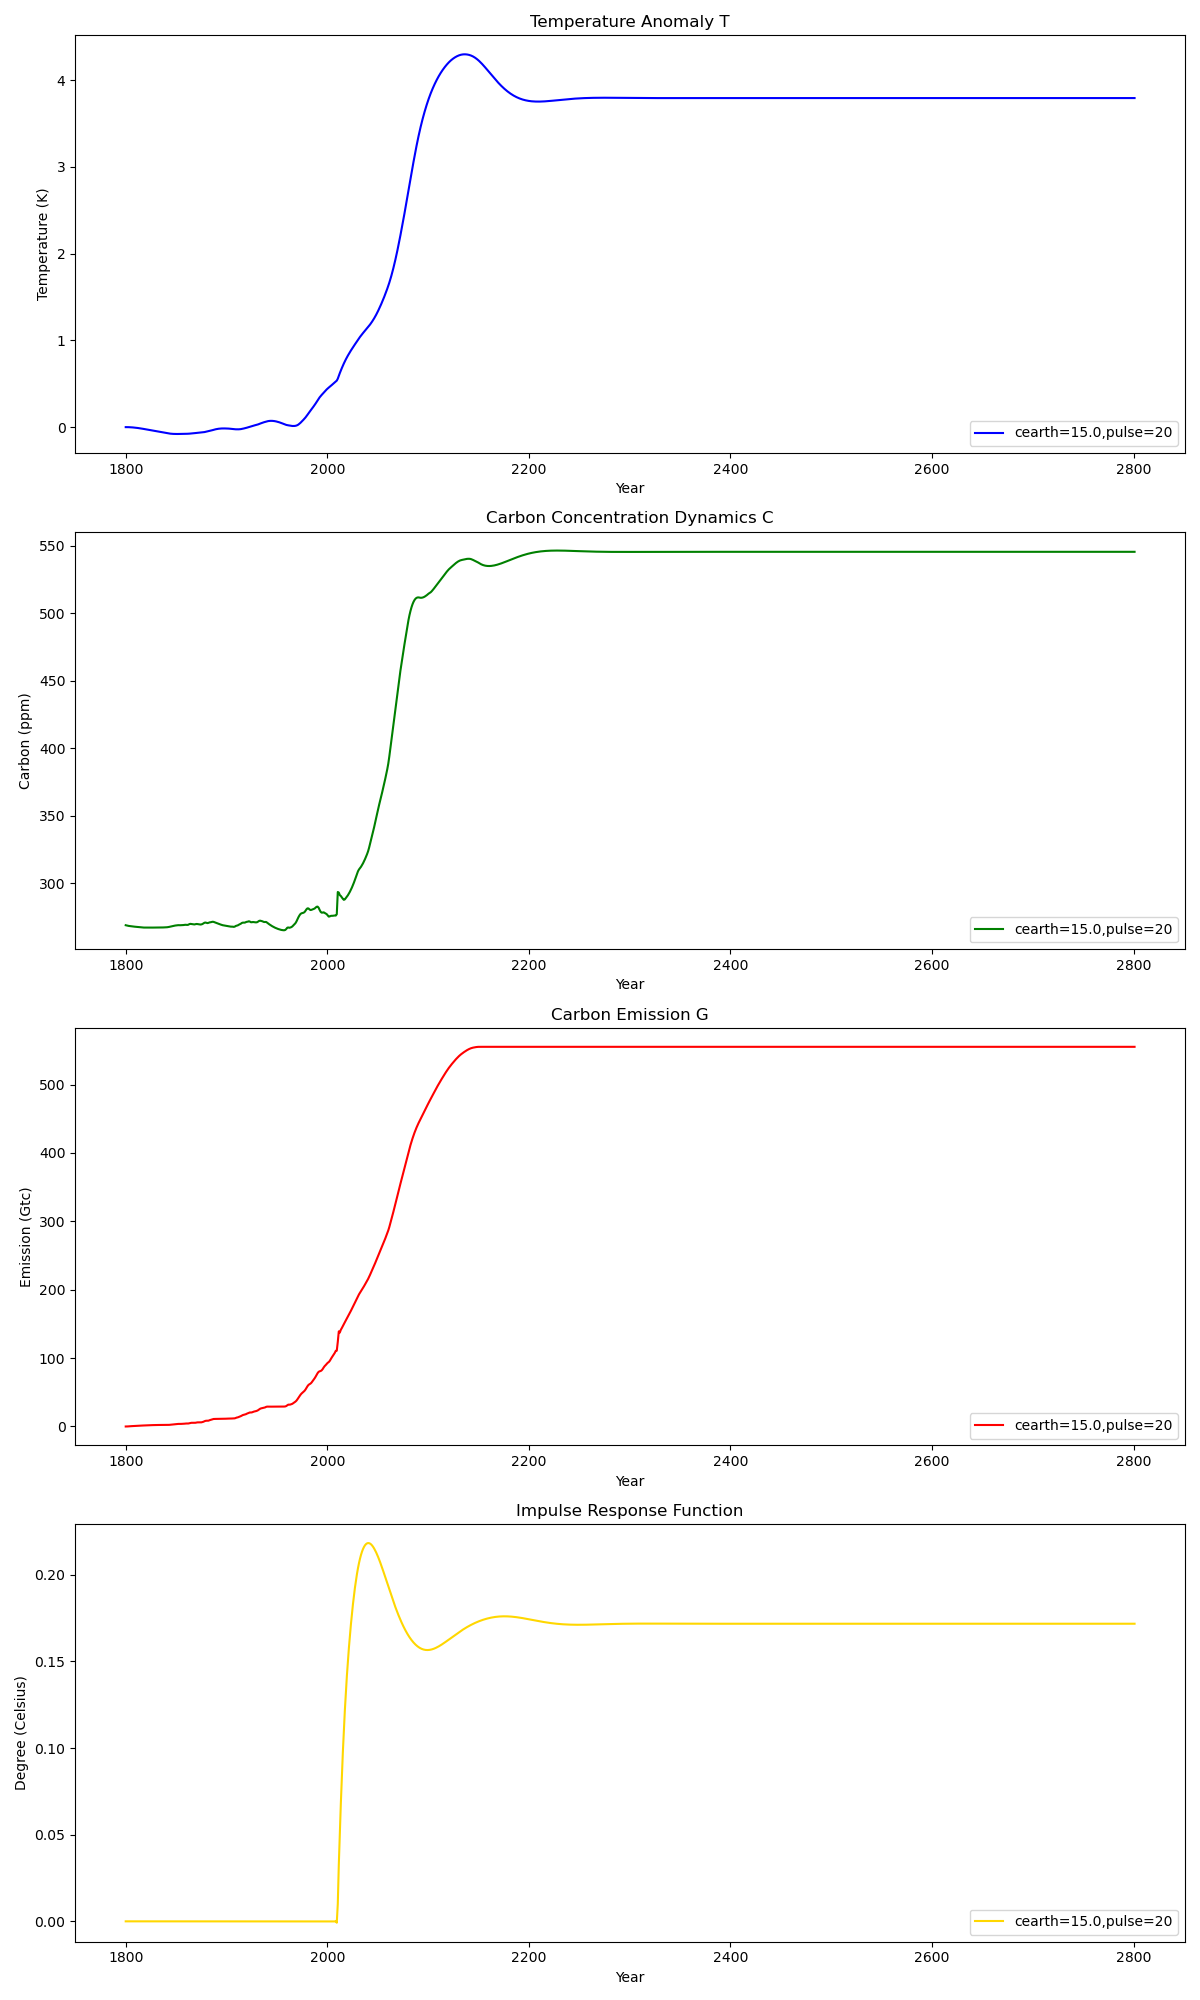 Temperature Anomaly T
Temperature (K)
4
3
2
1
0
cearth=15.0,pulse=20
1800 2000 2200 2400 2600 2800
Year
Carbon Concentration Dynamics C
Carbon (ppm)
550
500
450
400
350
300
cearth=15.0,pulse=20
1800 2000 2200 2400 2600 2800
Year
Carbon Emission G
Emission (Gtc)
500
400
300
200
100
0
cearth=15.0,pulse=20
1800 2000 2200 2400 2600 2800
Year
Impulse Response Function
Degree (Celsius)
0.20
0.15
0.10
0.05
0.00
cearth=15.0,pulse=20
1800 2000 2200 2400 2600 2800
Year